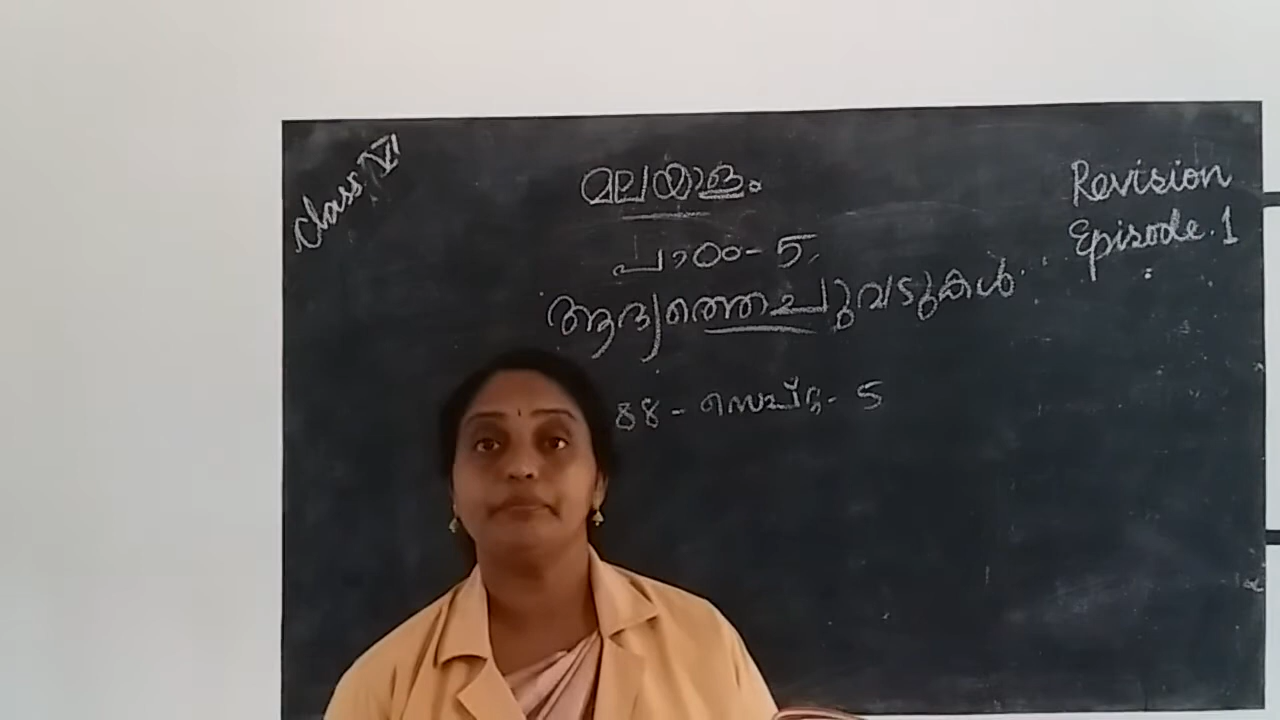 Class VI
മലയാളം
Revision
Episode. 1
പാഠം - 5.
ആദ്യത്തെചുവടുകൾ
88 - സെപ്റ്റ - 5